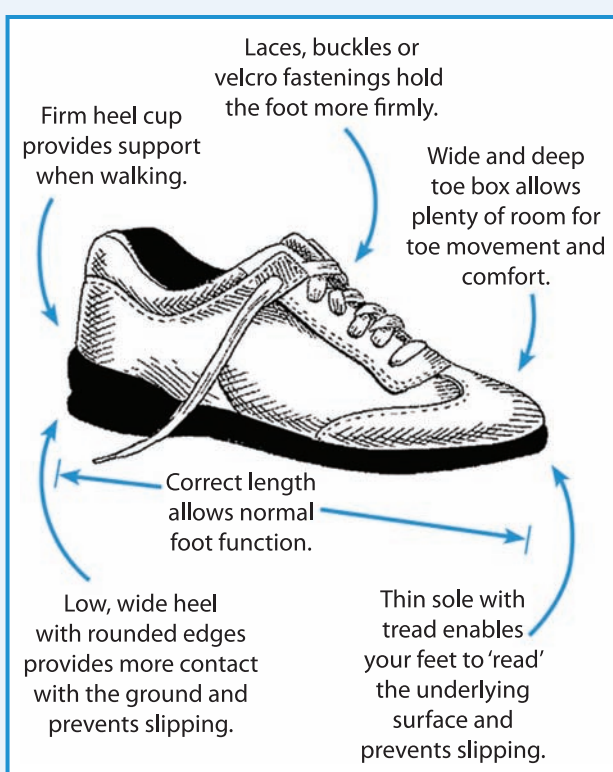 Laces, buckles or
velcro fastenings hold
the foot more firmly.
Firm heel cup
provides support
when walking.
Wide and deep
toe box allows
plenty of room for
toe movement and
comfort.
Correct length
allows normal
foot function.
Low, wide heel
with rounded edges
provides more contact
with the ground and
prevents slipping.
Thin sole with
tread enables
your feet to ‘read’
the underlying
surface and
prevents slipping.